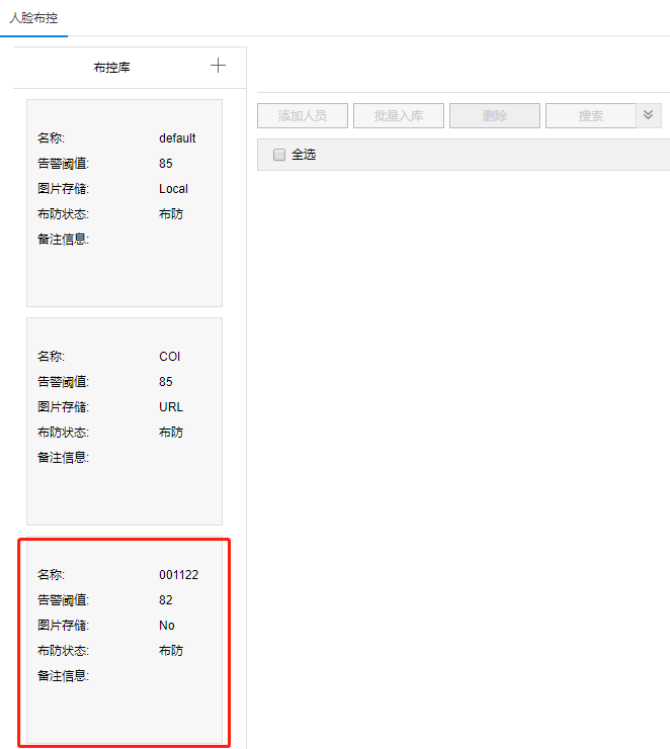 人脸布控
布控库
添加人员 批量入库 删除 搜索
全选
名称: default
告警阈值: 85
图片存储: Local
布防状态: 布防
备注信息:
名称: COI
告警阈值: 85
图片存储: URL
布防状态: 布防
备注信息:
名称: 001122
告警阈值: 82
图片存储: No
布防状态: 布防
备注信息: